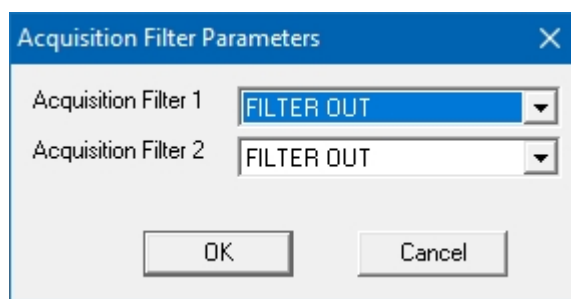 Acquisition Filter Parameters
Acquisition Filter 1 FILTER OUT
Acquisition Filter 2 FILTER OUT
OK Cancel